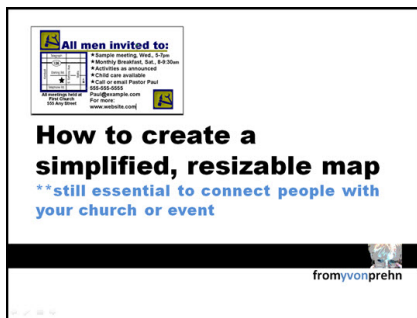 All men invited to:
★Sample meeting, Wed., 5-7pm
★Monthly Breakfast, Sat., 8-9:30am
★Activities as announced
★Child care available
★Call or email Pastor Paul
555-555-5555
Paul@example.com
For more:
www.website.com
All meetings held at
First Church
555 Any Street
How to create a
simplified, resizable map
**still essential to connect people with
your church or event
fromyvonprehn